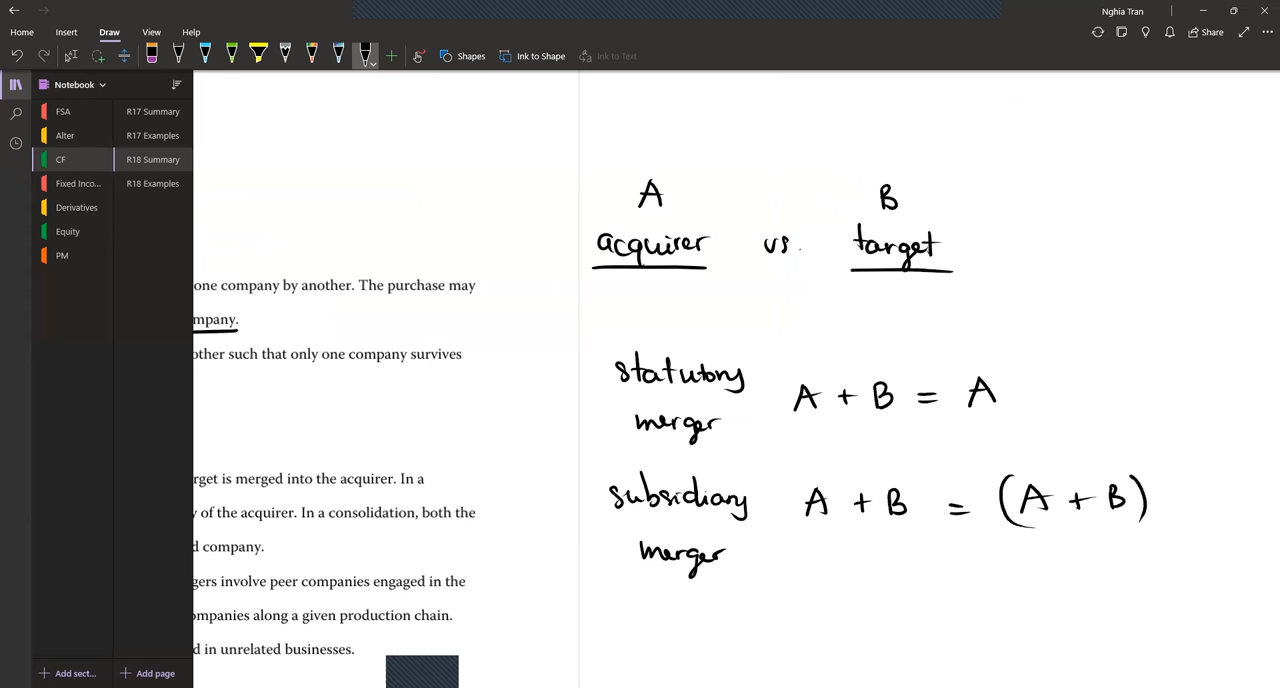 Nghia Tran
Home Insert Draw View Help
Share
Shapes Ink to Shape Ink to Text
Notebook
FSA
Alter
CF
Fixed Inco...
Derivatives
Equity
PM
R17 Summary
R17 Examples
R18 Summary
R18 Examples
Add sect...
Add page
one company by another. The purchase may
mpany.
other such that only one company survives
rget is merged into the acquirer. In a
y of the acquirer. In a consolidation, both the
d company.
gers involve peer companies engaged in the
ompanies along a given production chain.
d in unrelated businesses.
A B
acquirer vs. target
statutory
merger
A + B = A
subsidiary
merger
A + B = (A + B)